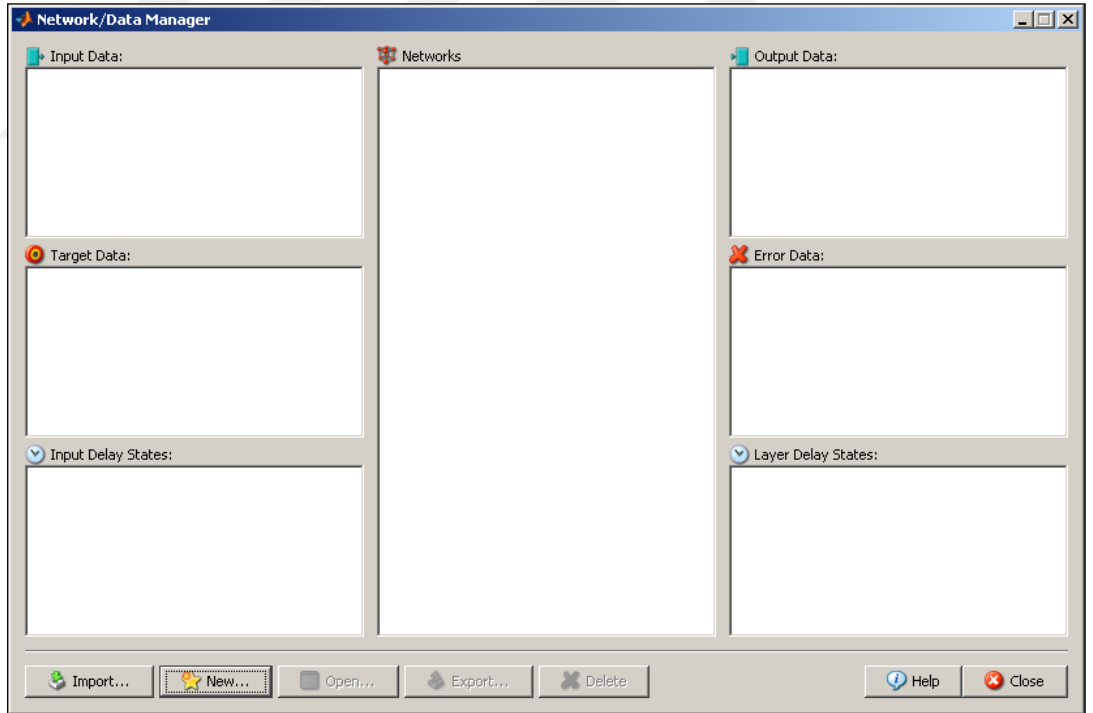 Network/Data Manager
Input Data:
Networks
Output Data:
Target Data:
Error Data:
Input Delay States:
Layer Delay States:
Import...
New...
Open...
Export...
Delete
Help
Close